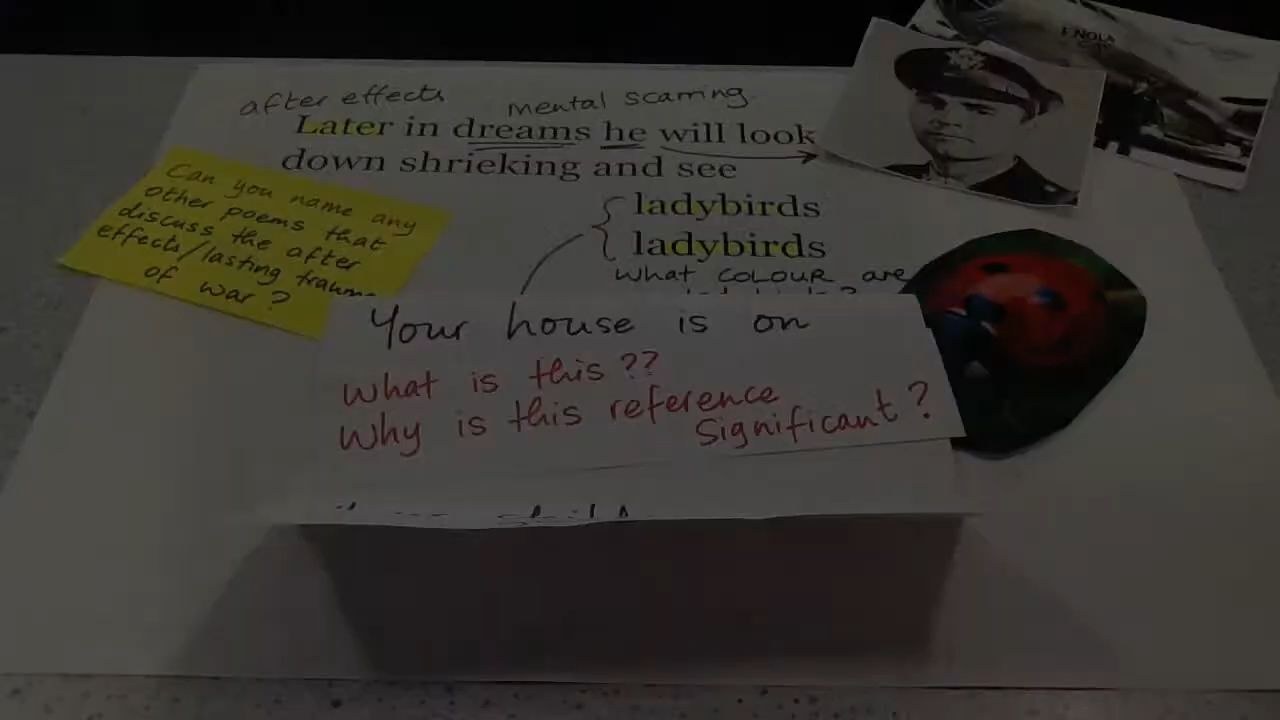 after effects
mental scarring
Later in dreams he will look
down shrieking and see
ladybirds
ladybirds
what COLOUR are
Can you name any
other poems that
discuss the after
effects/lasting trauma
of war?
Your house is on
What is this??
Why is this reference
Significant?
ENOLA